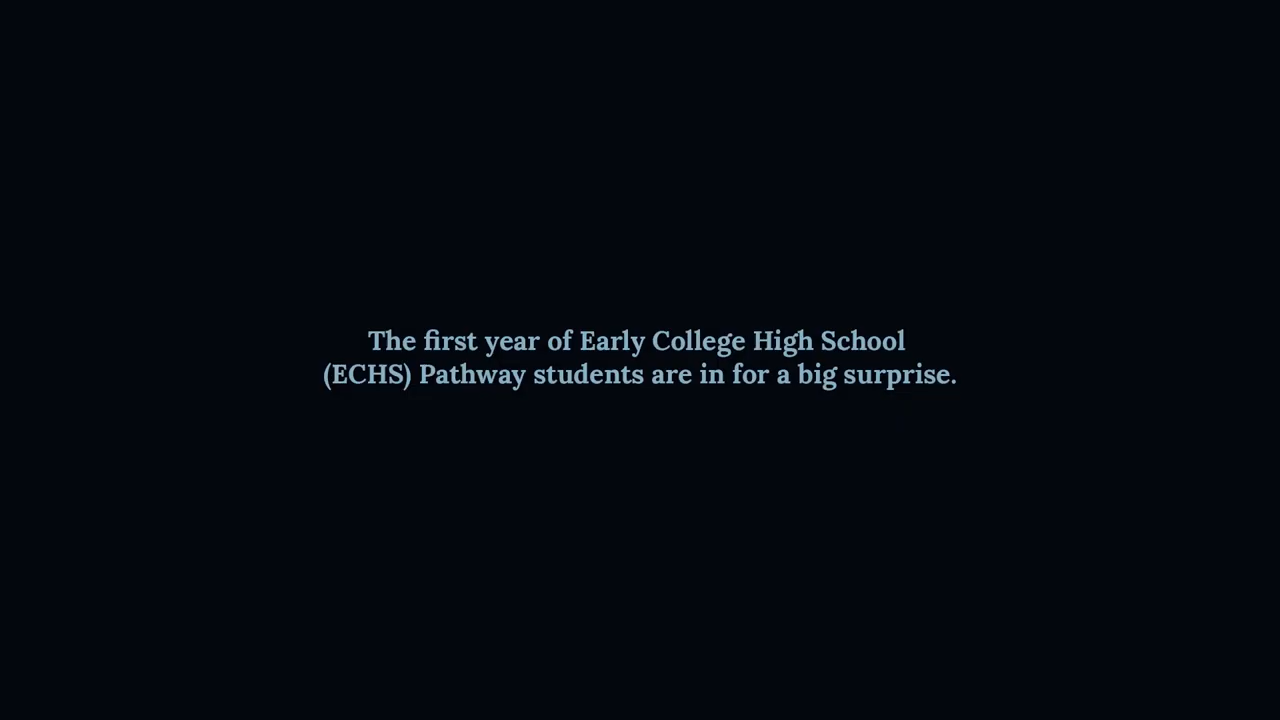 The first year of Early College High School
(ECHS) Pathway students are in for a big surprise.